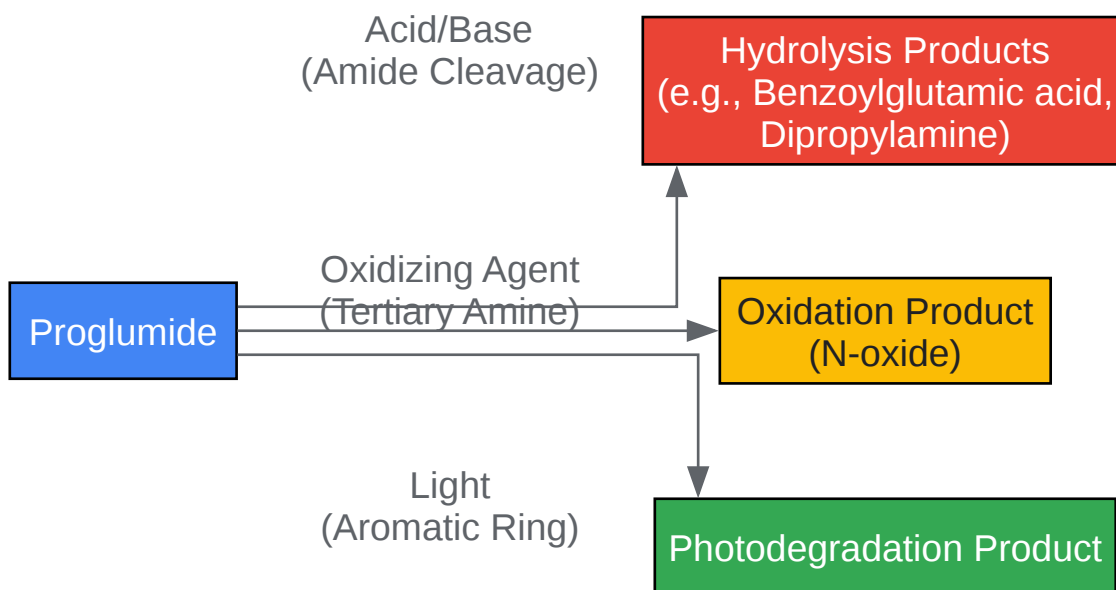 Acid/Base
(Amide Cleavage)
Hydrolysis Products
(e.g., Benzoylglutamic acid,
Dipropylamine)
Oxidizing Agent
(Tertiary Amine)
Proglumide
Oxidation Product
(N-oxide)
Light
(Aromatic Ring)
Photodegradation Product